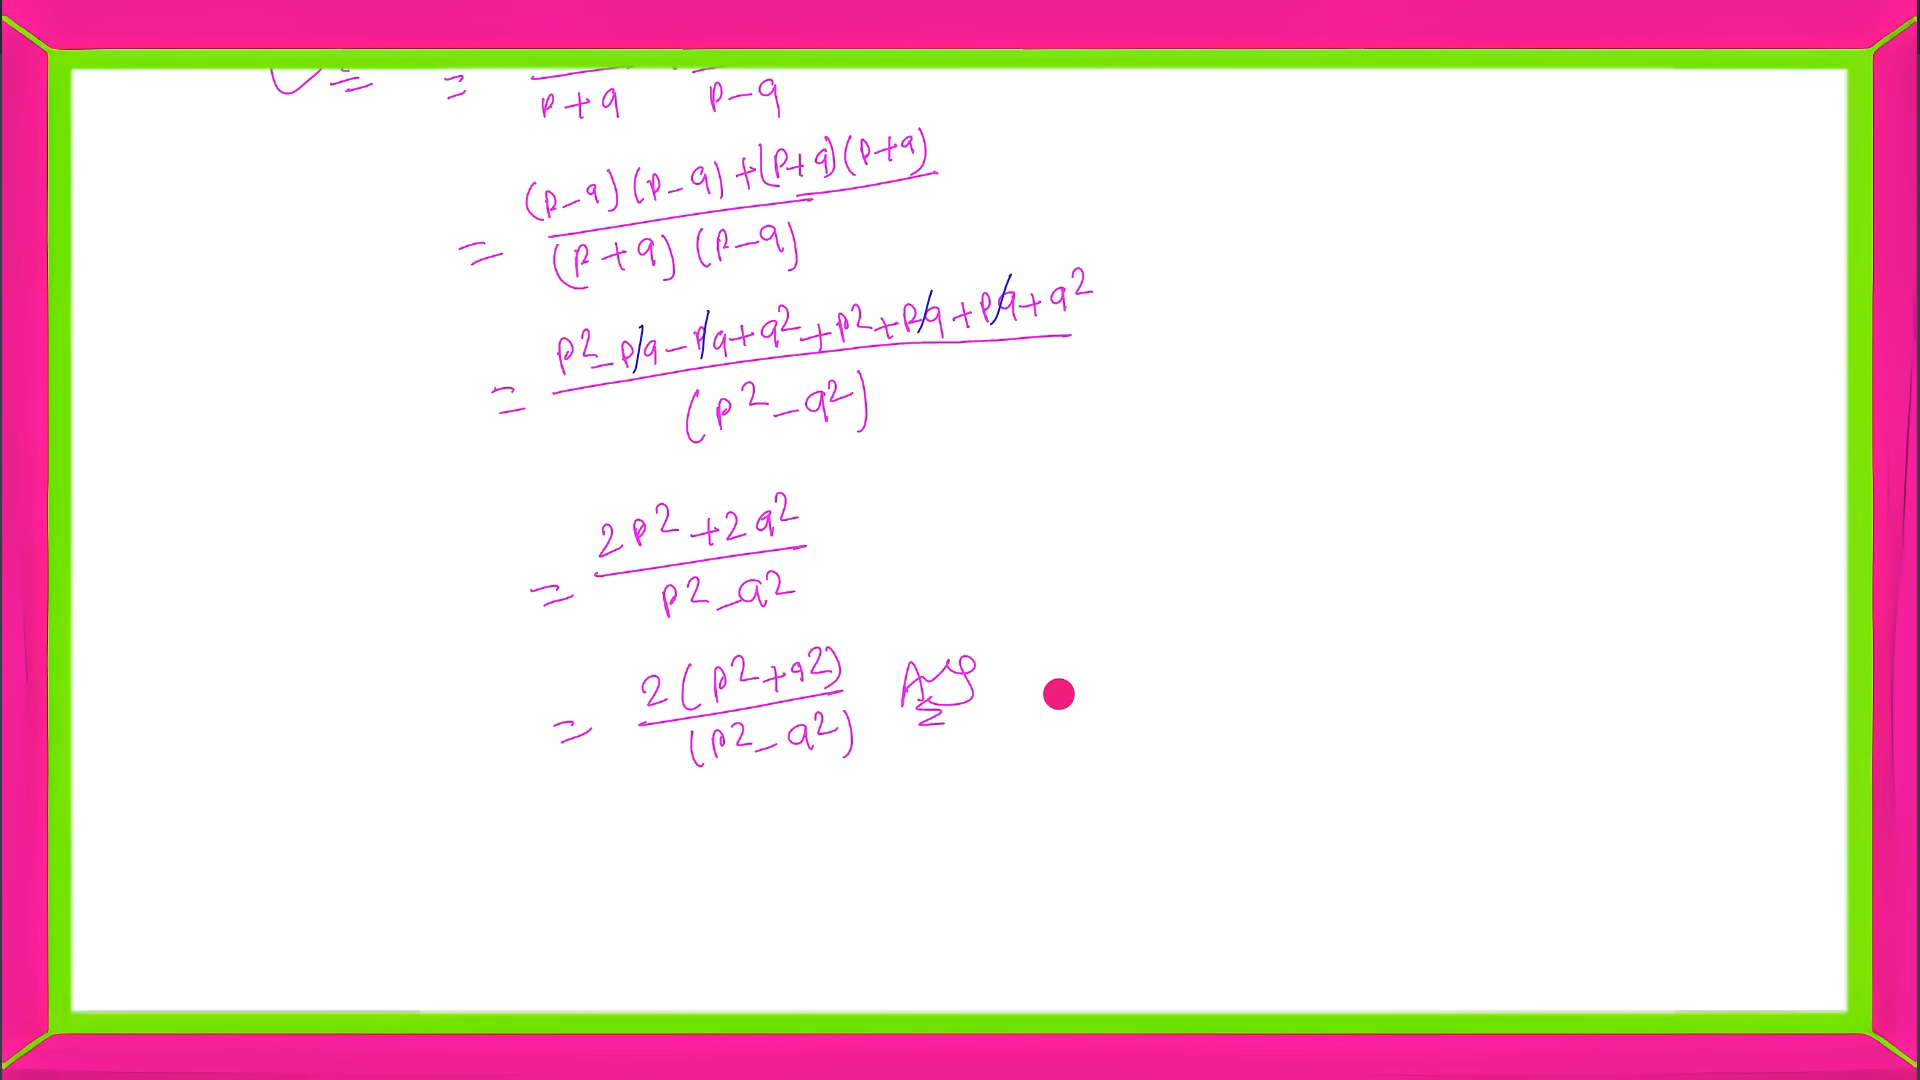 = p+q p-q
= (p-q)(p-q)+(p+q)(p+q) / (p+q)(p-q)
= p²-pq-pq+q²+p²+pq+pq+q² / (p²-q²)
= 2p²+2q² / p²-q²
= 2(p²+q²) / (p²-q²) Ans